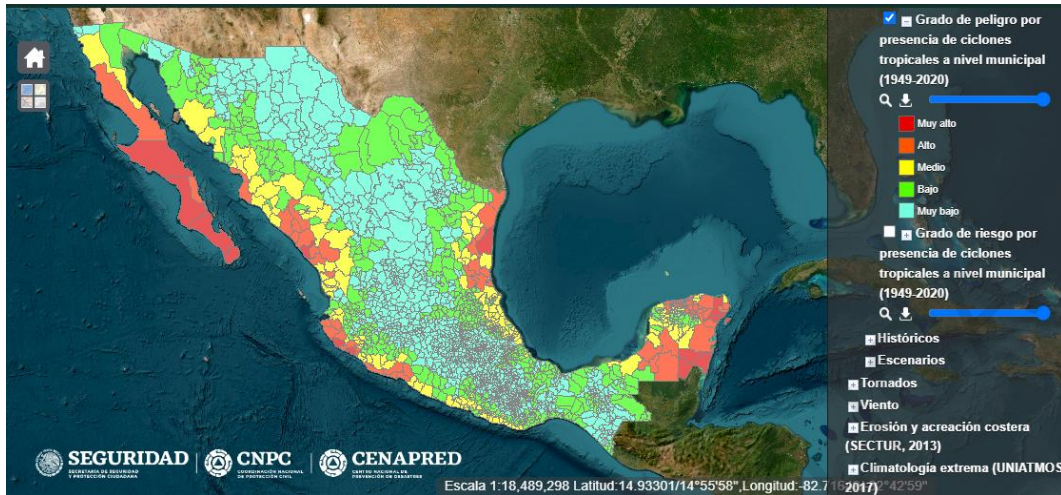 Grado de peligro por
presencia de ciclones
tropicales a nivel municipal
(1949-2020)
Muy alto
Alto
Medio
Bajo
Muy bajo
Grado de riesgo por
presencia de ciclones
tropicales a nivel municipal
(1949-2020)
Históricos
Escenarios
Tornados
Viento
Erosión y acreación costera
(SECTUR, 2013)
Climatología extrema (UNIATMOS
2017)
SEGURIDAD
SECRETARÍA DE SEGURIDAD
Y PROTECCIÓN CIUDADANA
CNPC
COORDINACIÓN NACIONAL
DE PROTECCIÓN CIVIL
CENAPRED
CENTRO NACIONAL DE
PREVENCIÓN DE DESASTRES
Escala 1:18,489,298 Latitud:14.93301/14°55'58",Longitud:-82.7